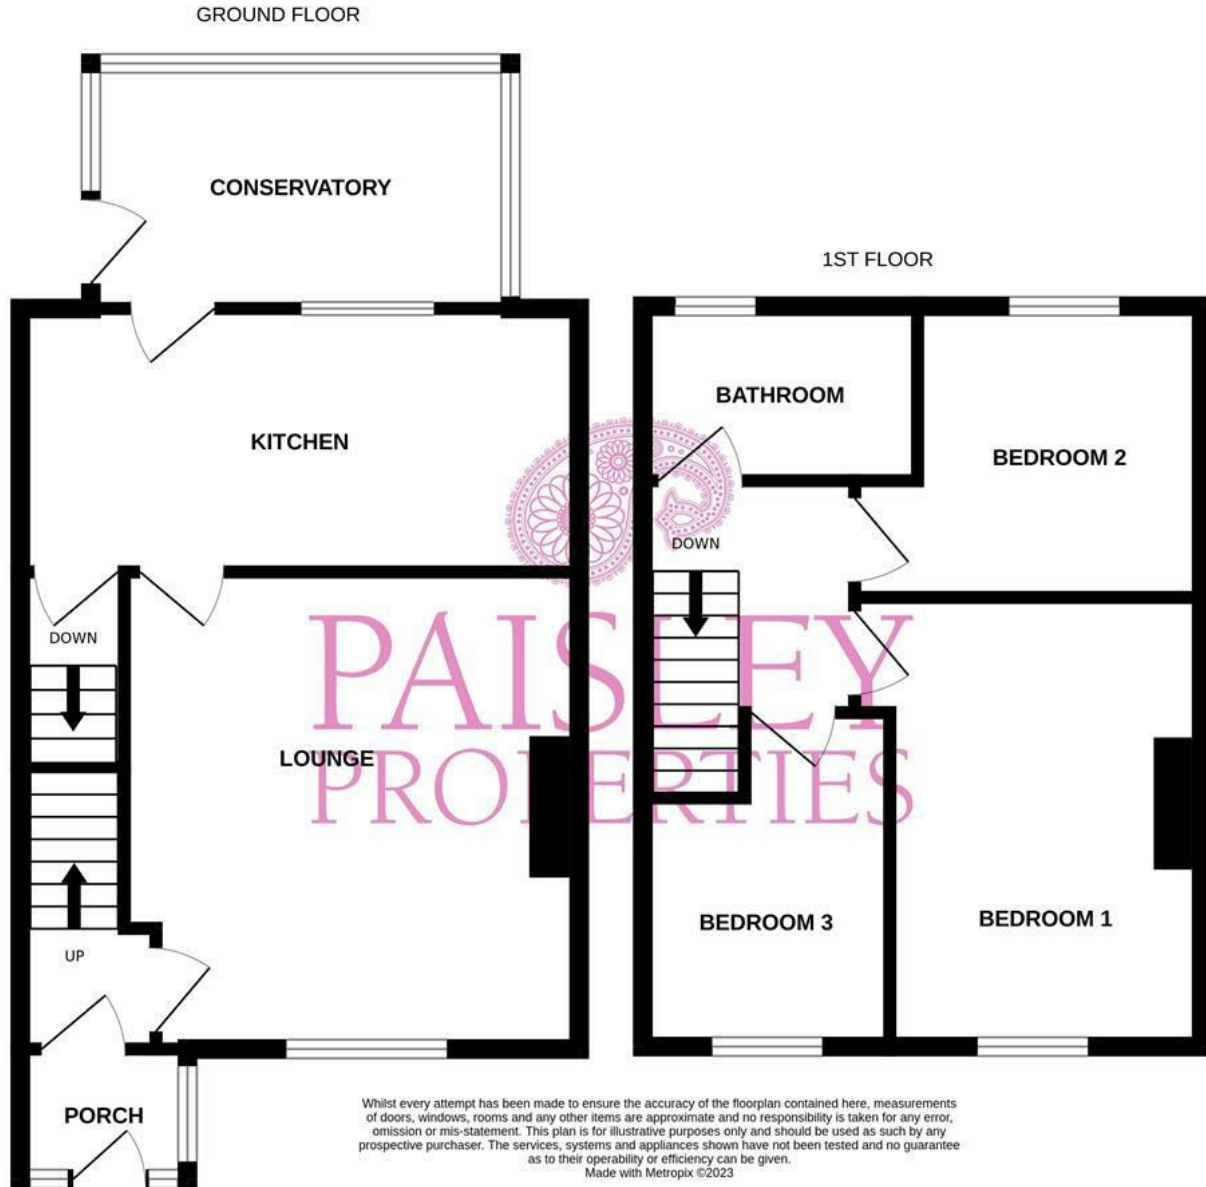 GROUND FLOOR
CONSERVATORY
KITCHEN
DOWN
LOUNGE
UP
PORCH
1ST FLOOR
BATHROOM
BEDROOM 2
DOWN
BEDROOM 3
BEDROOM 1
PAISLEY
PROPERTIES
Whilst every attempt has been made to ensure the accuracy of the floorplan contained here, measurements
of doors, windows, rooms and any other items are approximate and no responsibility is taken for any error,
omission or mis-statement. This plan is for illustrative purposes only and should be used as such by any
prospective purchaser. The services, systems and appliances shown have not been tested and no guarantee
as to their operability or efficiency can be given.
Made with Metropix ©2023